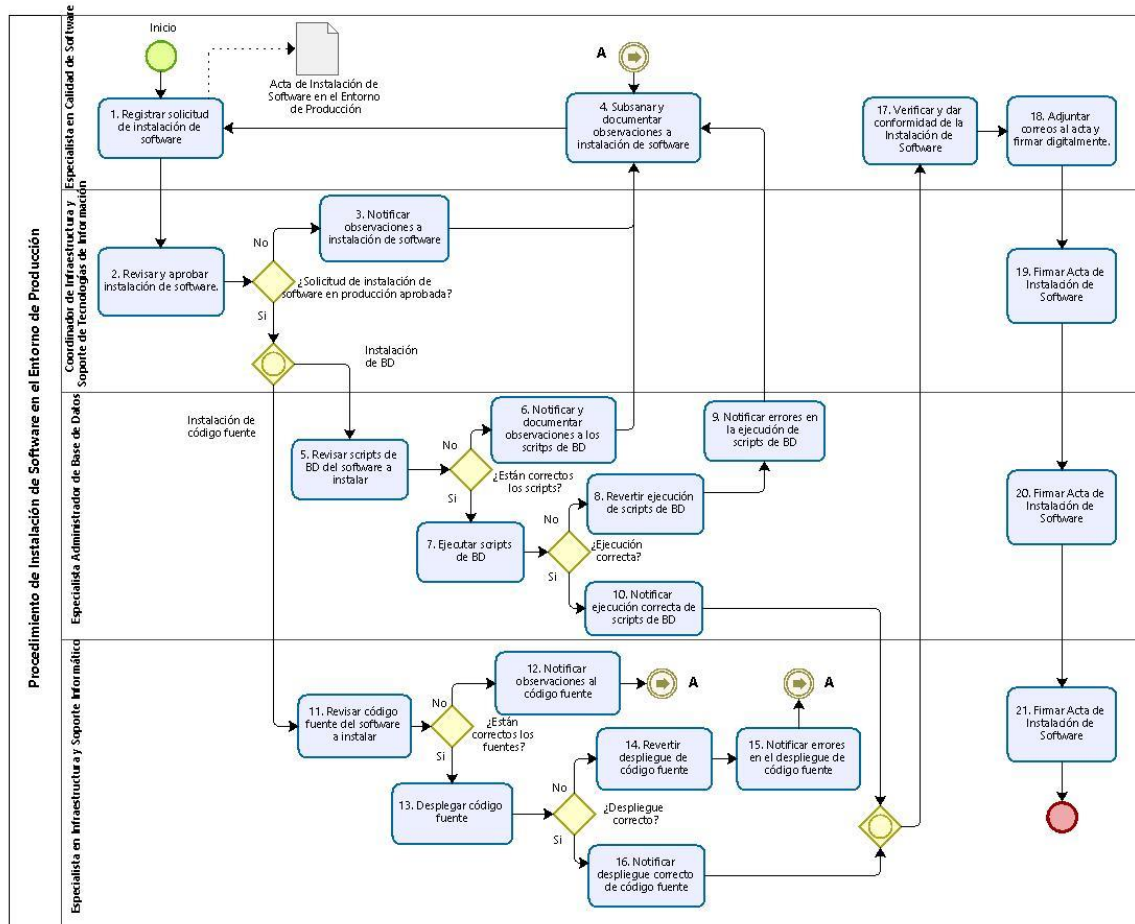 Procedimiento de Instalación de Software en el Entorno de Producción
Especialista en Calidad de Software
Inicio
Acta de Instalación de
Software en el Entorno
de Producción
1. Registrar solicitud
de instalación de
software
A
4. Subsanar y
documentar
observaciones a
instalación de software
17. Verificar y dar
conformidad de la
Instalación de
Software
18. Adjuntar
correos al acta y
firmar digitalmente.
Coordinador de Infraestructura y
Soporte de Tecnologías de Información
2. Revisar y aprobar
instalación de software.
No
3. Notificar
observaciones a
instalación de software
¿Solicitud de instalación de
software en producción aprobada?
Si
Instalación
de BD
19. Firmar Acta de
Instalación de
Software
Especialista Administrador de Base de Datos
Instalación de
código fuente
5. Revisar scripts de
BD del software a
instalar
No
6. Notificar y
documentar
observaciones a los
scritps de BD
¿Están correctos
los scripts?
Si
7. Ejecutar scripts
de BD
No
8. Revertir ejecución
de scripts de BD
9. Notificar errores en
la ejecución de
scripts de BD
¿Ejecución
correcta?
Si
10. Notificar
ejecución correcta de
scripts de BD
20. Firmar Acta de
Instalación de
Software
Especialista en Infraestructura y Soporte Informático
11. Revisar código
fuente del software
a instalar
No
12. Notificar
observaciones al
código fuente
A
¿Están
correctos los
fuentes?
Si
13. Desplegar código
fuente
No
14. Revertir
despliegue de
código fuente
15. Notificar errores
en el despliegue de
código fuente
A
¿Despliegue
correcto?
Si
16. Notificar
despliegue correcto
de código fuente
21. Firmar Acta de
Instalación de
Software